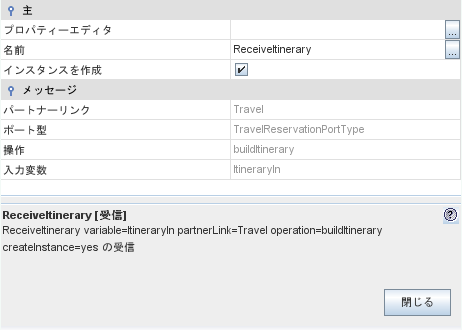 主
プロパティーエディタ
...
名前 ReceiveItinerary ...
インスタンスを作成
メッセージ
パートナーリンク Travel
ポート型 TravelReservationPortType
操作 buildItinerary
入力変数 ItineraryIn
ReceiveItinerary [受信]
ReceiveItinerary variable=ItineraryIn partnerLink=Travel operation=buildItinerary
createInstance=yes の受信
閉じる